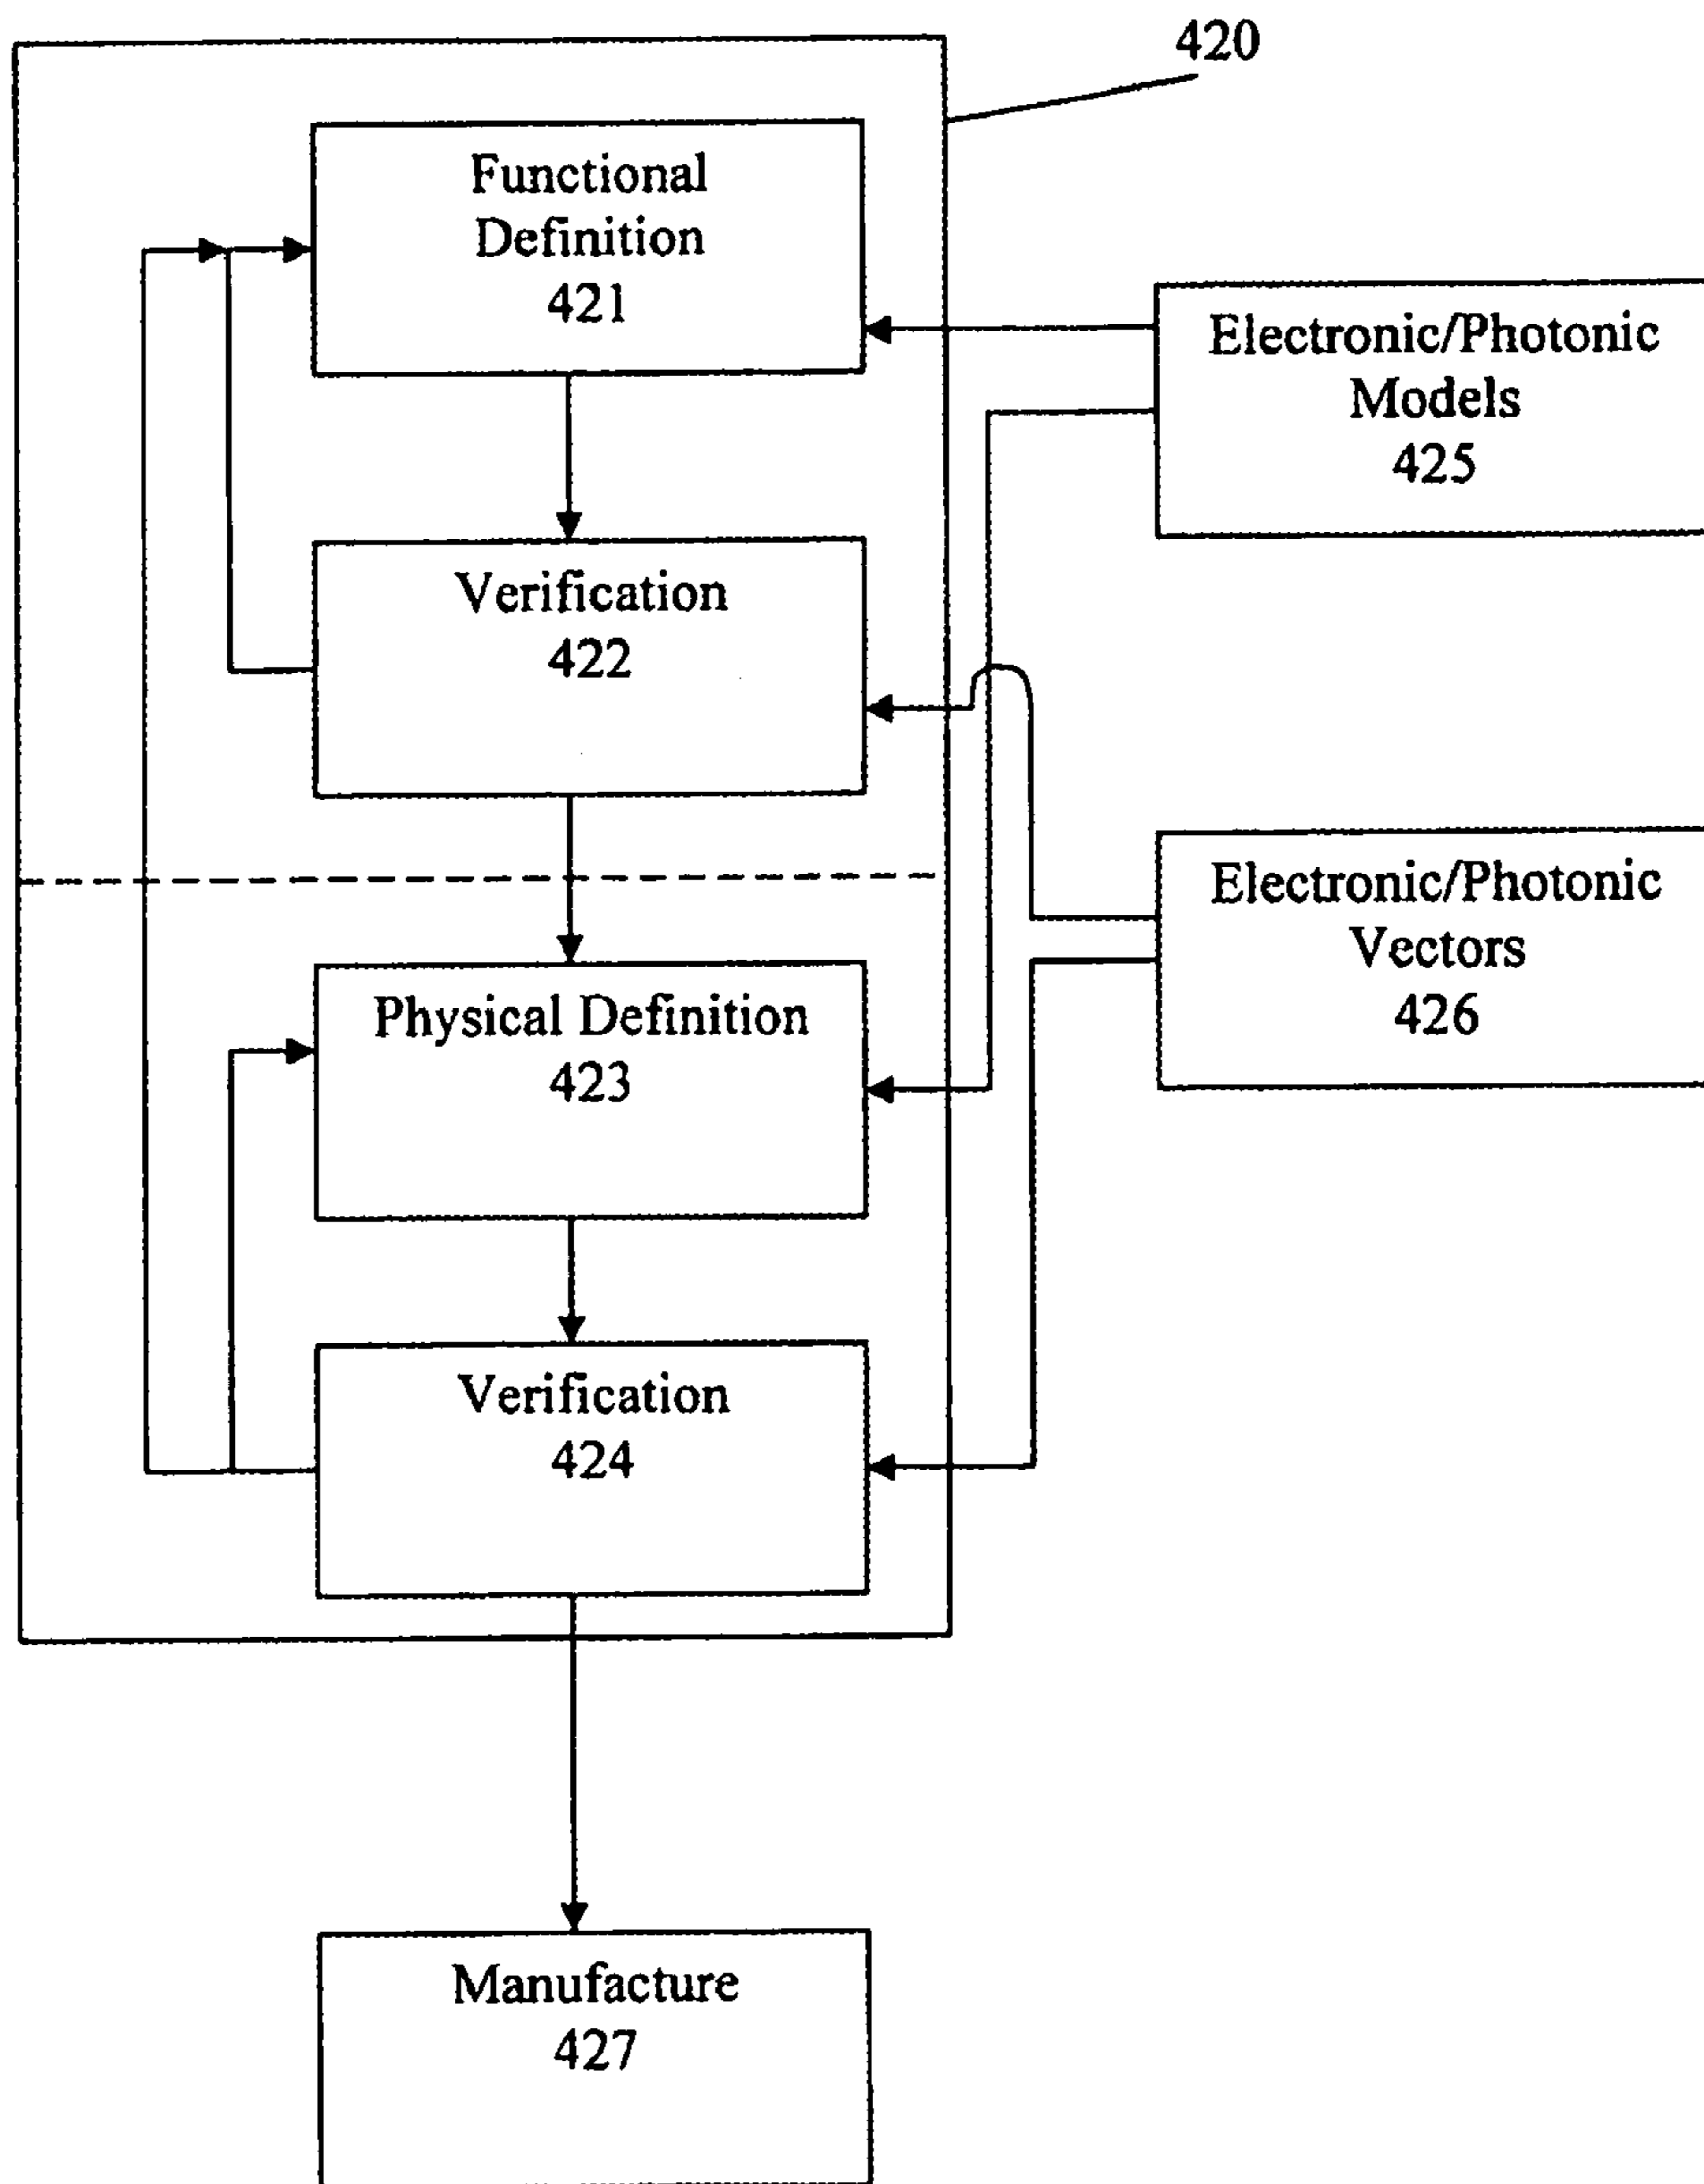 420
Functional
Definition
421
Electronic/Photonic
Models
425
Verification
422
Electronic/Photonic
Vectors
426
Physical Definition
423
Verification
424
Manufacture
427